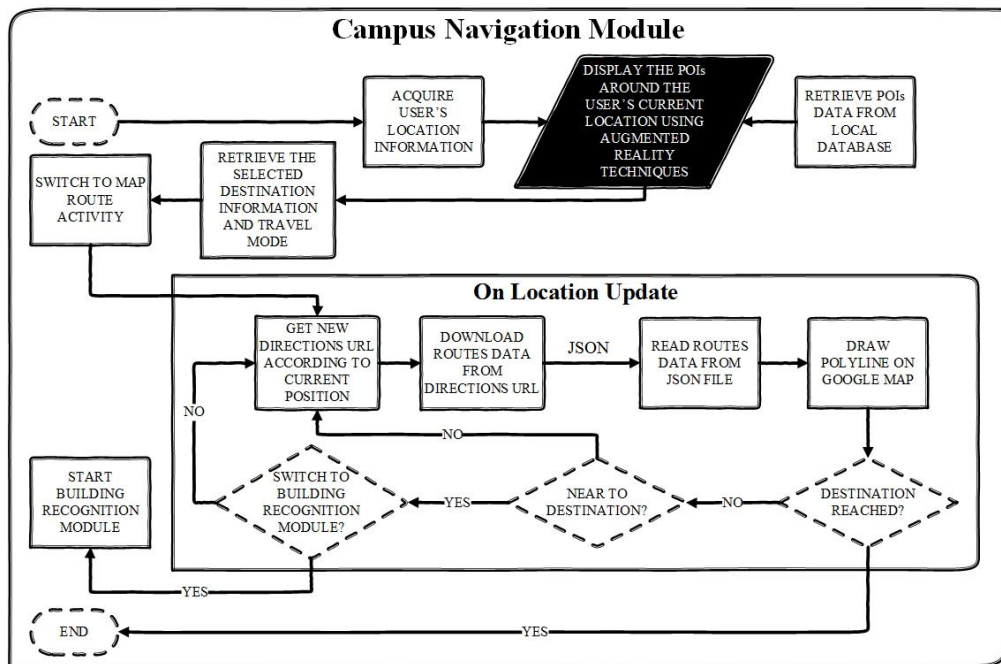 Campus Navigation Module
START
ACQUIRE
USER'S
LOCATION
INFORMATION
DISPLAY THE POIs
AROUND THE
USER'S CURRENT
LOCATION USING
AUGMENTED
REALITY
TECHNIQUES
RETRIEVE POIs
DATA FROM
LOCAL
DATABASE
SWITCH TO MAP
ROUTE
ACTIVITY
RETRIEVE THE
SELECTED
DESTINATION
INFORMATION
AND TRAVEL
MODE
On Location Update
GET NEW
DIRECTIONS URL
ACCORDING TO
CURRENT
POSITION
DOWNLOAD
ROUTES DATA
FROM
DIRECTIONS URL
JSON
READ ROUTES
DATA FROM
JSON FILE
DRAW
POLYLINE ON
GOOGLE MAP
NO
NO
START
BUILDING
RECOGNITION
MODULE
SWITCH TO
BUILDING
RECOGNITION
MODULE?
YES
NEAR TO
DESTINATION?
NO
DESTINATION
REACHED?
YES
END
YES